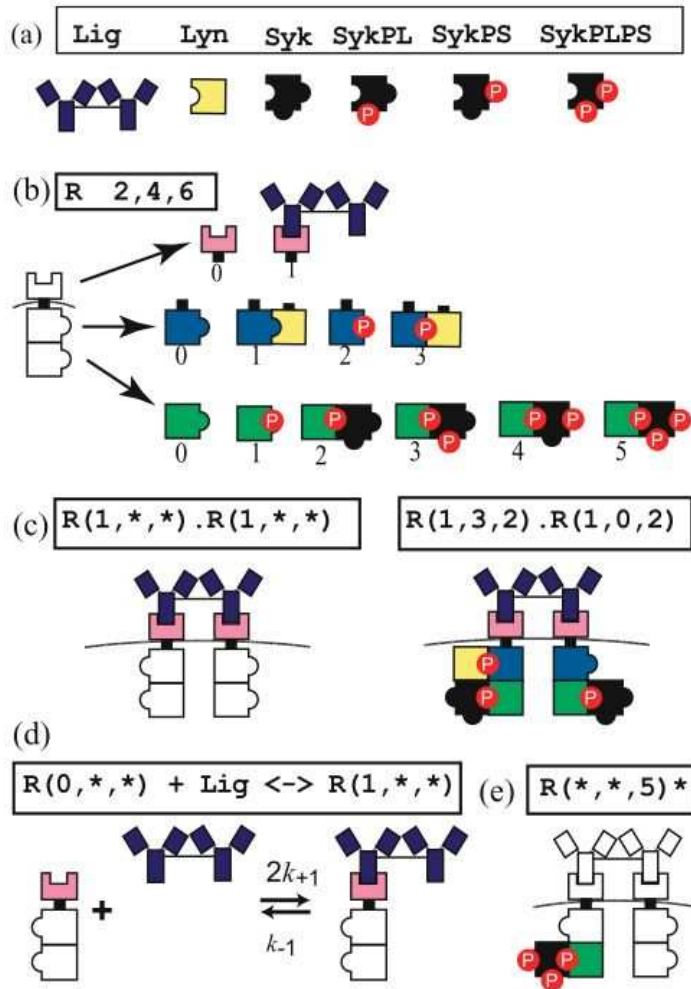 (a) Lig Lyn Syk SykPL SykPS SykPLPS
P P P P
(b) R 2,4,6
0 1
P P
0 1 2 3
P P P P P P P P
0 1 2 3 4 5
(c) R(1,*,*).R(1,*,*) R(1,3,2).R(1,0,2)
P
P P
(d)
R(0,*,*) + Lig <-> R(1,*,*) (e) R(*,*,5)*
2k+1
+
k-1
P P
P